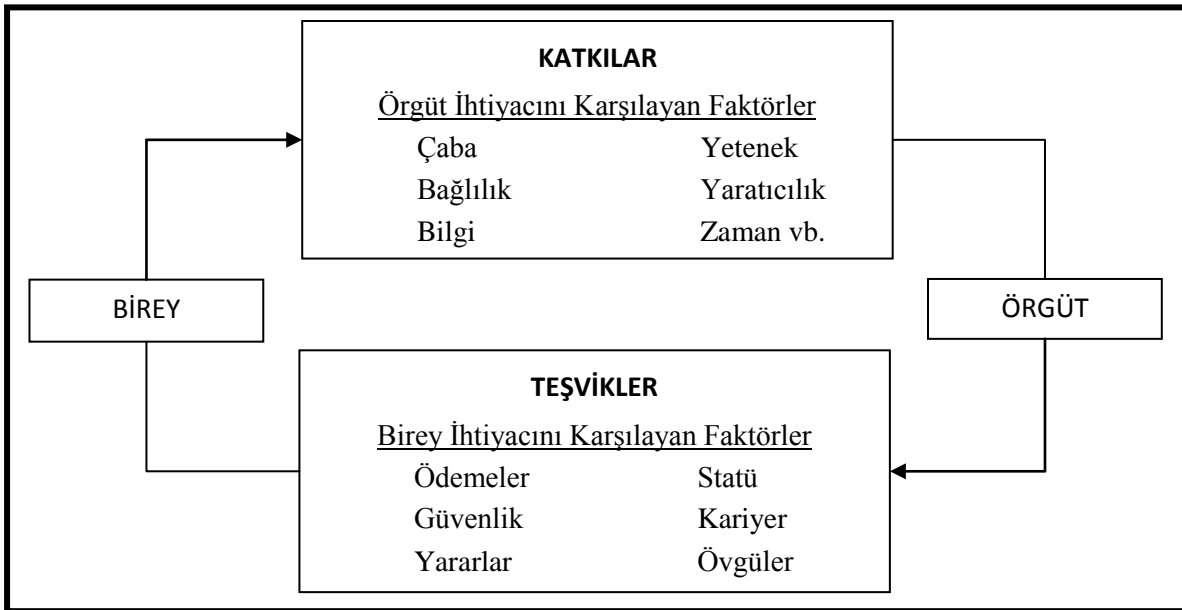 KATKILAR
Örgüt İhtiyacını Karşılayan Faktörler
Çaba Yetenek
Bağlılık Yaratıcılık
Bilgi Zaman vb.
BİREY
ÖRGÜT
TEŞVİKLER
Birey İhtiyacını Karşılayan Faktörler
Ödemeler Statü
Güvenlik Kariyer
Yararlar Övgüler